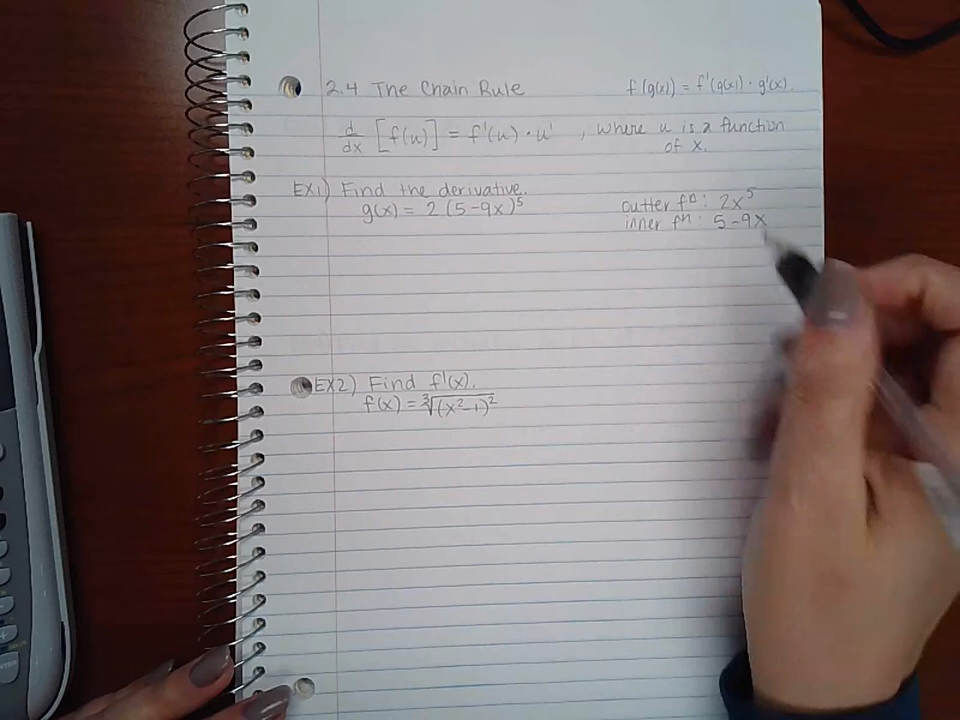 2.4 The Chain Rule
f(g(x)) = f'(g(x)) · g'(x).
d/dx [f(u)] = f'(u) · u' , where u is a function
of x.
EX1) Find the derivative.
g(x) = 2(5-9x)^5
outter fⁿ: 2x^5
inner fⁿ: 5-9x
EX2) Find f'(x).
f(x) = ∛(x²-1)²
ENTER